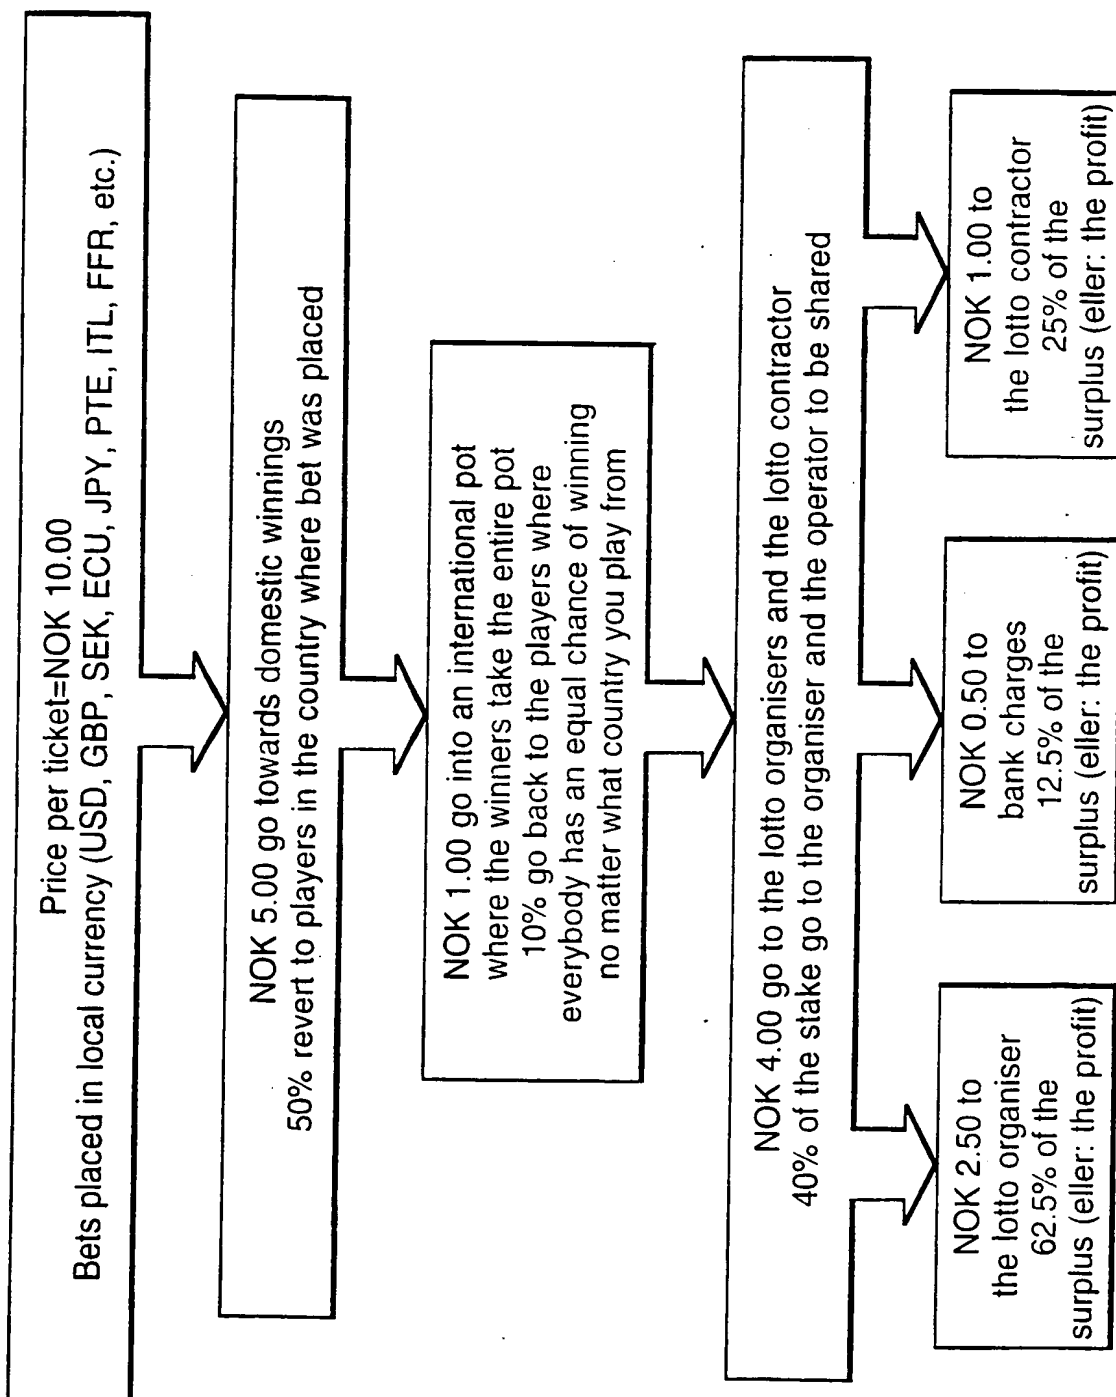 Price per ticket=NOK 10.00
Bets placed in local currency (USD, GBP, SEK, ECU, JPY, PTE, ITL, FFR, etc.)
NOK 5.00 go towards domestic winnings
50% revert to players in the country where bet was placed
NOK 1.00 go into an international pot
where the winners take the entire pot
10% go back to the players where
everybody has an equal chance of winning
no matter what country you play from
NOK 4.00 go to the lotto organisers and the lotto contractor
40% of the stake go to the organiser and the operator to be shared
NOK 2.50 to
the lotto organiser
62.5% of the
surplus (eller: the profit)
NOK 0.50 to
bank charges
12.5% of the
surplus (eller: the profit)
NOK 1.00 to
the lotto contractor
25% of the
surplus (eller: the profit)